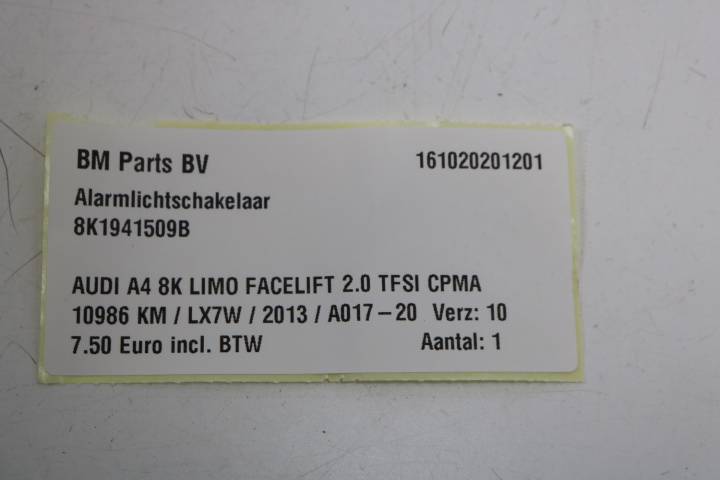 BM Parts BV 161020201201
Alarmlichtschakelaar
8K1941509B
AUDI A4 8K LIMO FACELIFT 2.0 TFSI CPMA
10986 KM / LX7W / 2013 / A017-20 Verz: 10
7.50 Euro incl. BTW Aantal: 1